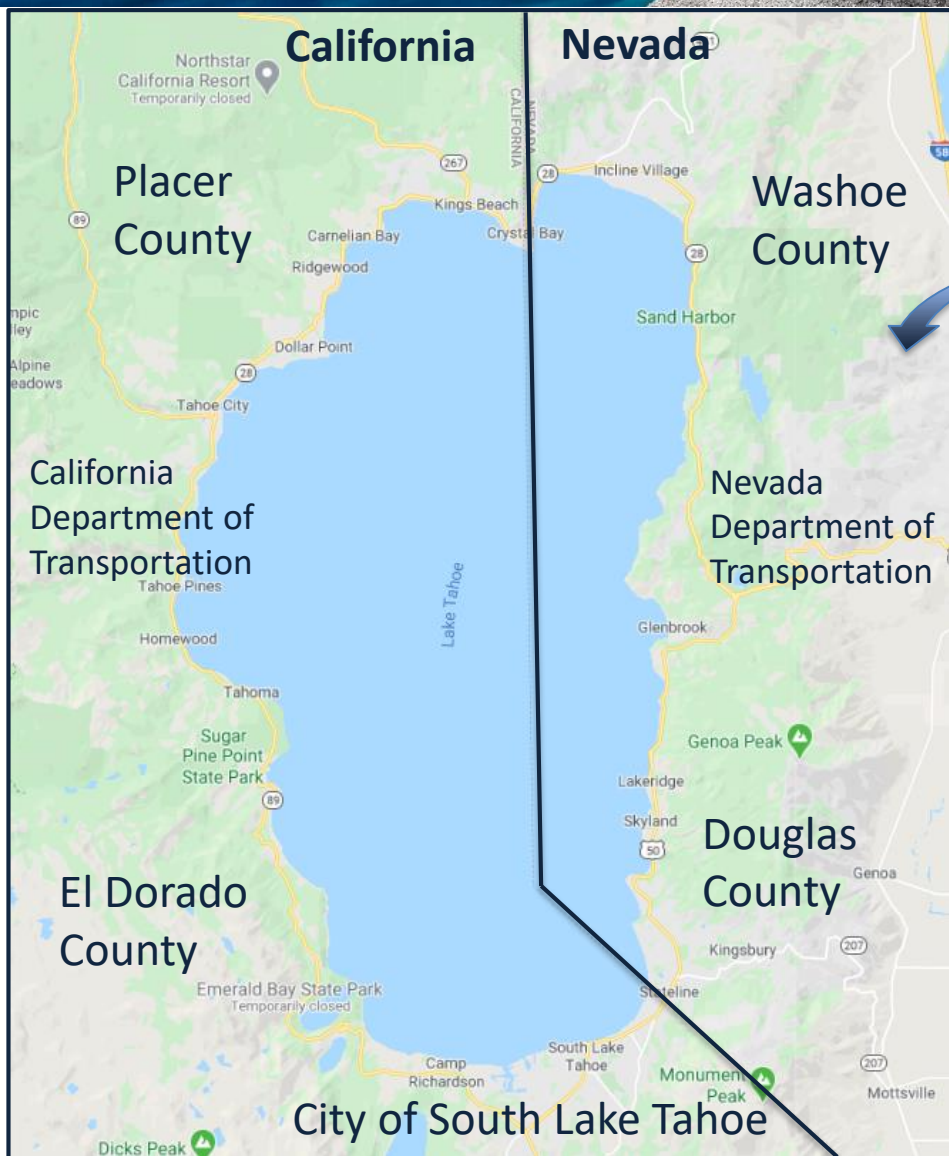 California
Nevada
Northstar
California Resort
Temporarily closed
CALIFORNIA
NEVADA
Placer
County
267
28
Incline Village
Washoe
County
89
Kings Beach
Crystal Bay
Carnelian Bay
Ridgewood
28
Sand Harbor
Alpine
Dollar Point
28
Tahoe City
California
Department of
Transportation
Nevada
Department of
Transportation
Tahoe Pines
Lake Tahoe
Homewood
Glenbrook
Tahoma
Sugar
Pine Point
State Park
Genoa Peak
89
Lakeridge
Skyland
50
Douglas
County
Genoa
El Dorado
County
Kingsbury
207
Emerald Bay State Park
Temporarily closed
Stateline
South Lake
Tahoe
Camp
Richardson
Monument
Peak
207
Mottsville
City of South Lake Tahoe
Dicks Peak